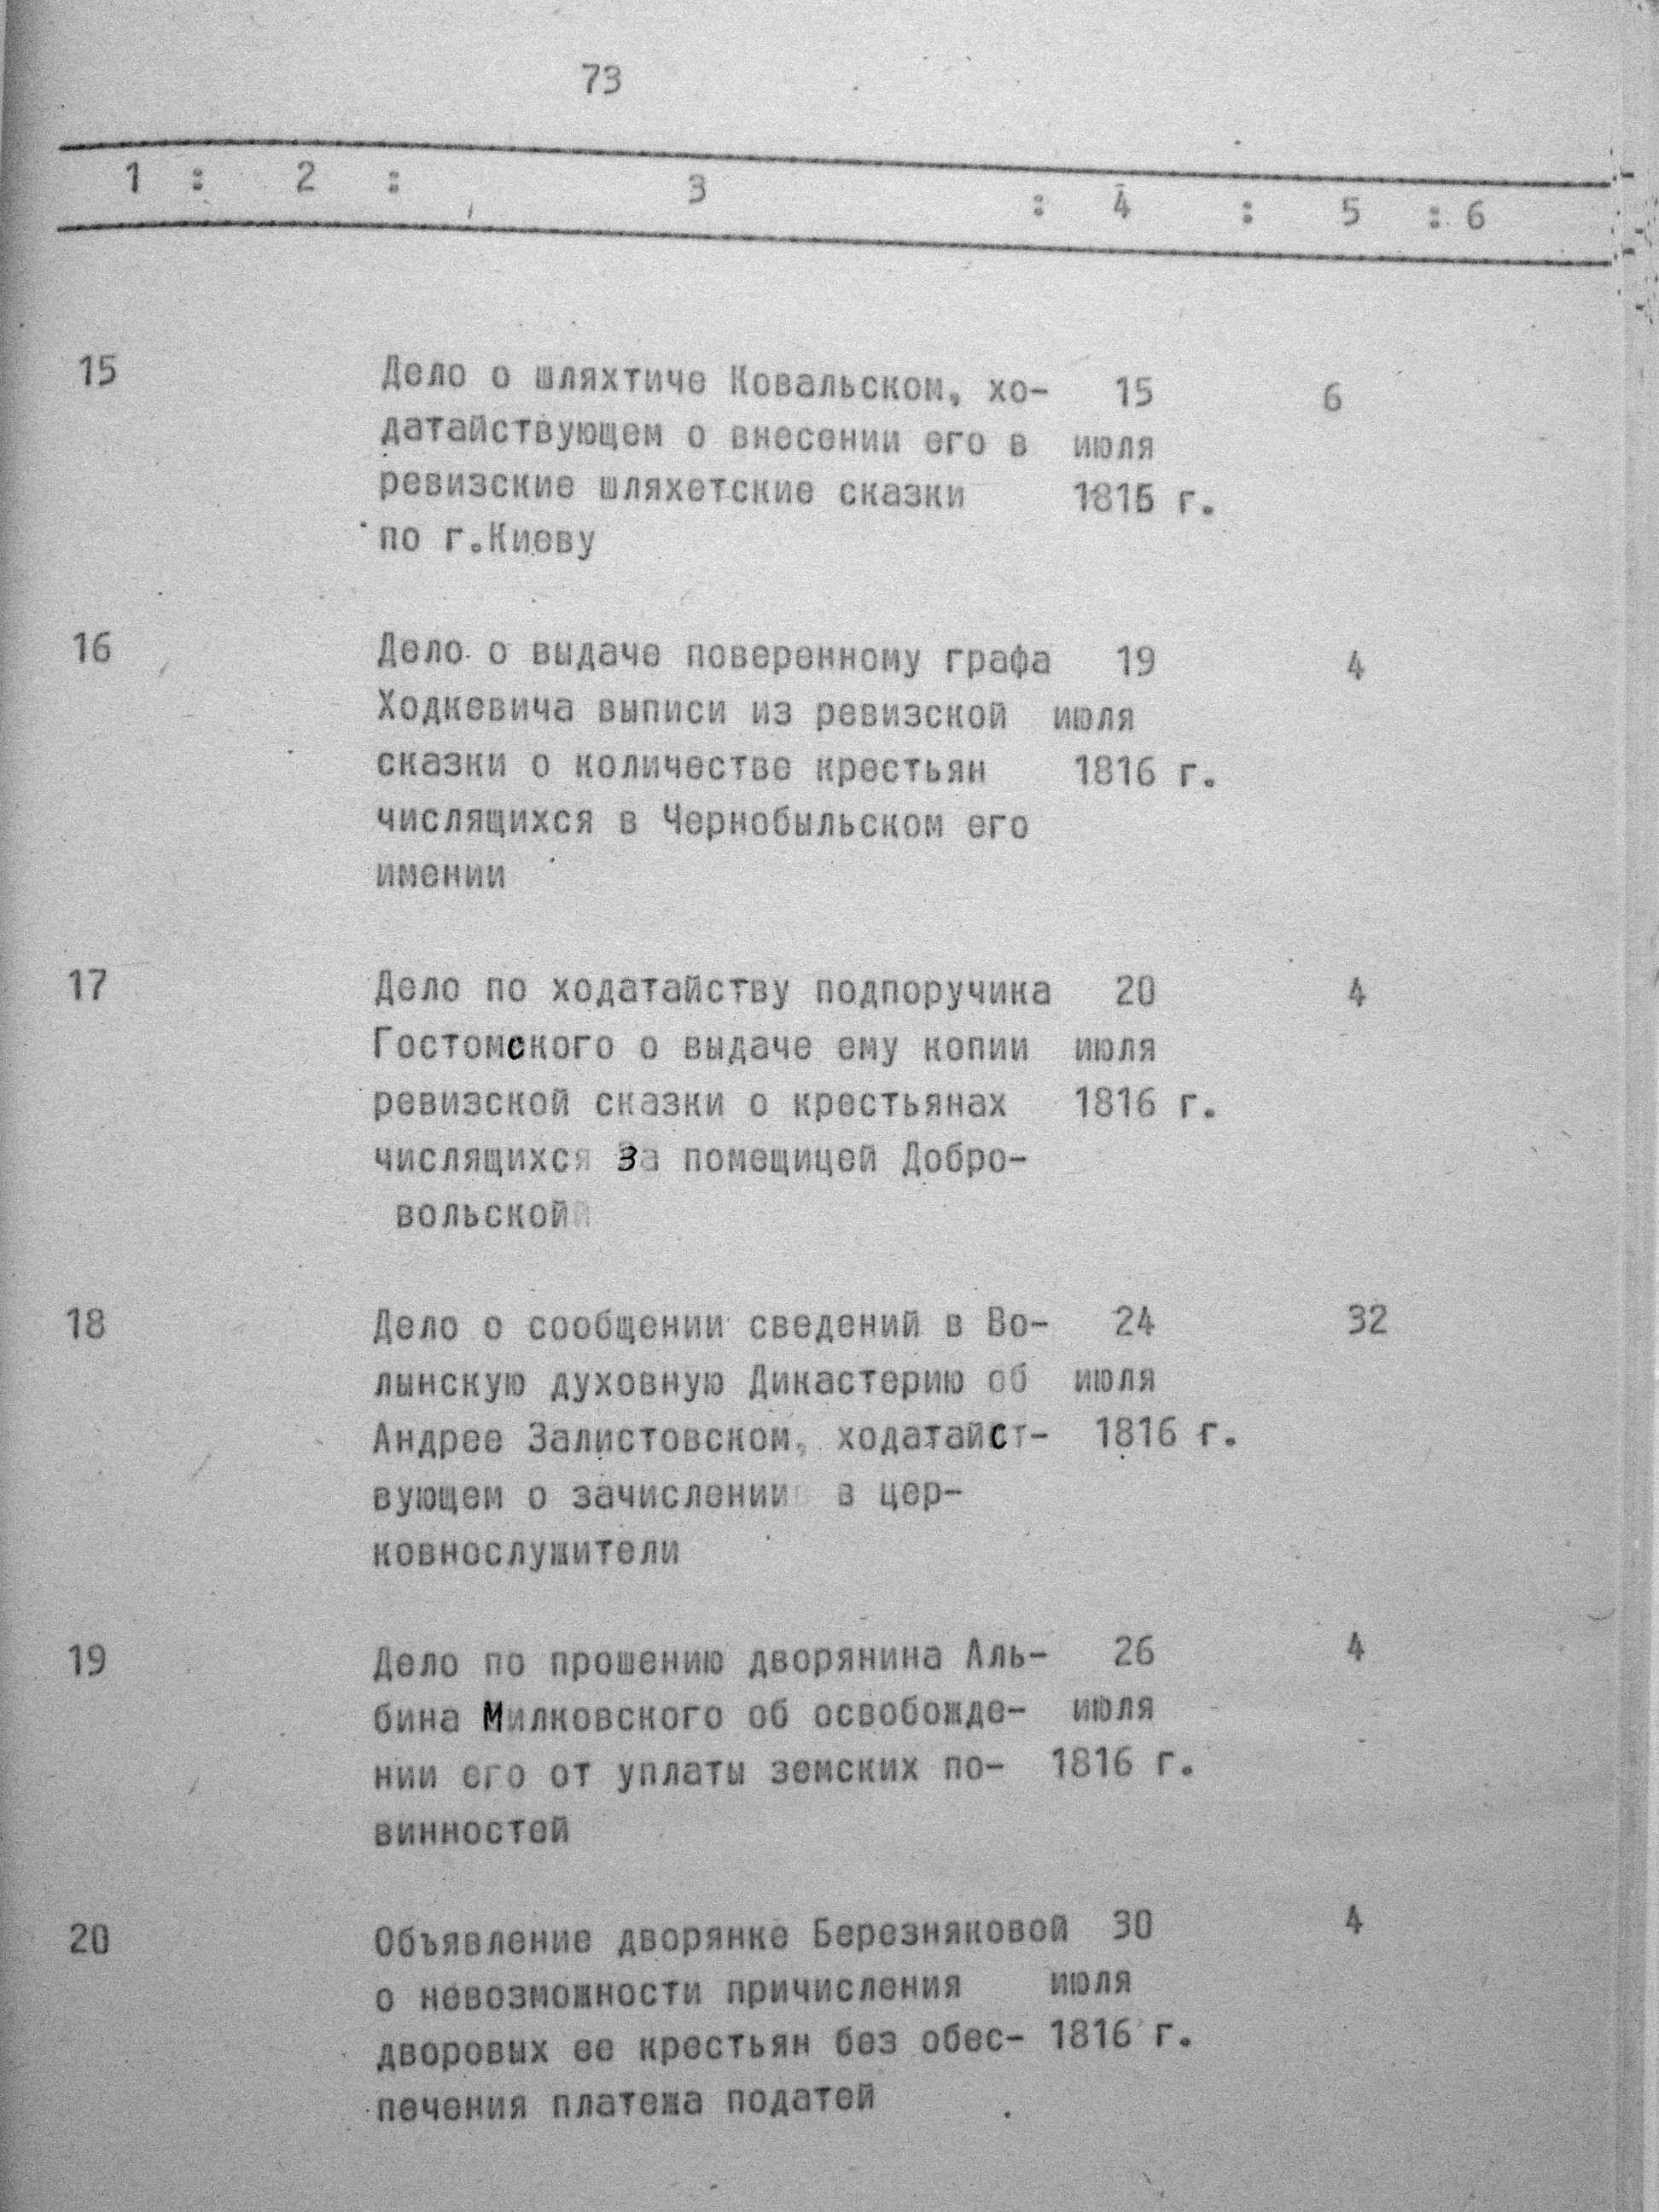 73
1 : 2 : 3 : 4 : 5 : 6
15 Дело о шляхтиче Ковальском, хо- 15 6
датайствующем о внесении его в июля
ревизские шляхетские сказки 1816 г.
по г.Киеву
16 Дело о выдаче поверенному графа 19 4
Ходкевича выписи из ревизской июля
сказки о количестве крестьян 1816 г.
числящихся в Чернобыльском его
имении
17 Дело по ходатайству подпоручика 20 4
Гостомского о выдаче ему копии июля
ревизской сказки о крестьянах 1816 г.
числящихся за помещицей Добро-
вольской
18 Дело о сообщении сведений в Во- 24 32
лынскую духовную Дикастерию об июля
Андрее Залистовском, ходатайст- 1816 г.
вующем о зачислении в цер-
ковнослужители
19 Дело по прошению дворянина Аль- 26 4
бина Милковского об освобожде- июля
нии его от уплаты земских по- 1816 г.
винностей
20 Объявление дворянке Березняковой 30 4
о невозможности причисления июля
дворовых ее крестьян без обес- 1816 г.
печения платежа податей